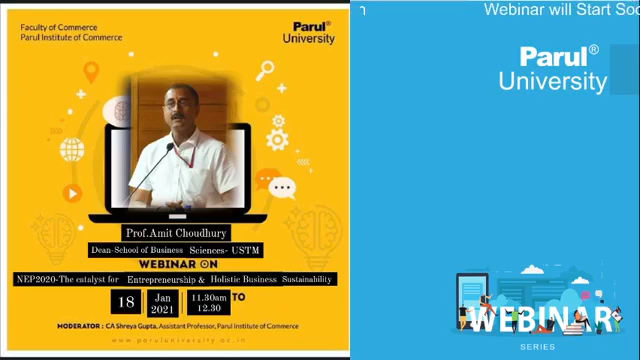 Faculty of Commerce
Parul Institute of Commerce
Parul®
University
Prof.Amit Choudhury
Dean-School of Business Sciences- USTM
WEBINAR ON
NEP2020-The catalyst for Entrepreneurship & Holistic Business Sustainability
18
Jan
2021
11.30am
12.30
TO
MODERATOR : CA Shreya Gupta, Assistant Professor, Parul Institute of Commerce
www.paruluniversity.ac.in
Webinar will Start
Parul®
University
WEBINAR
SERIES